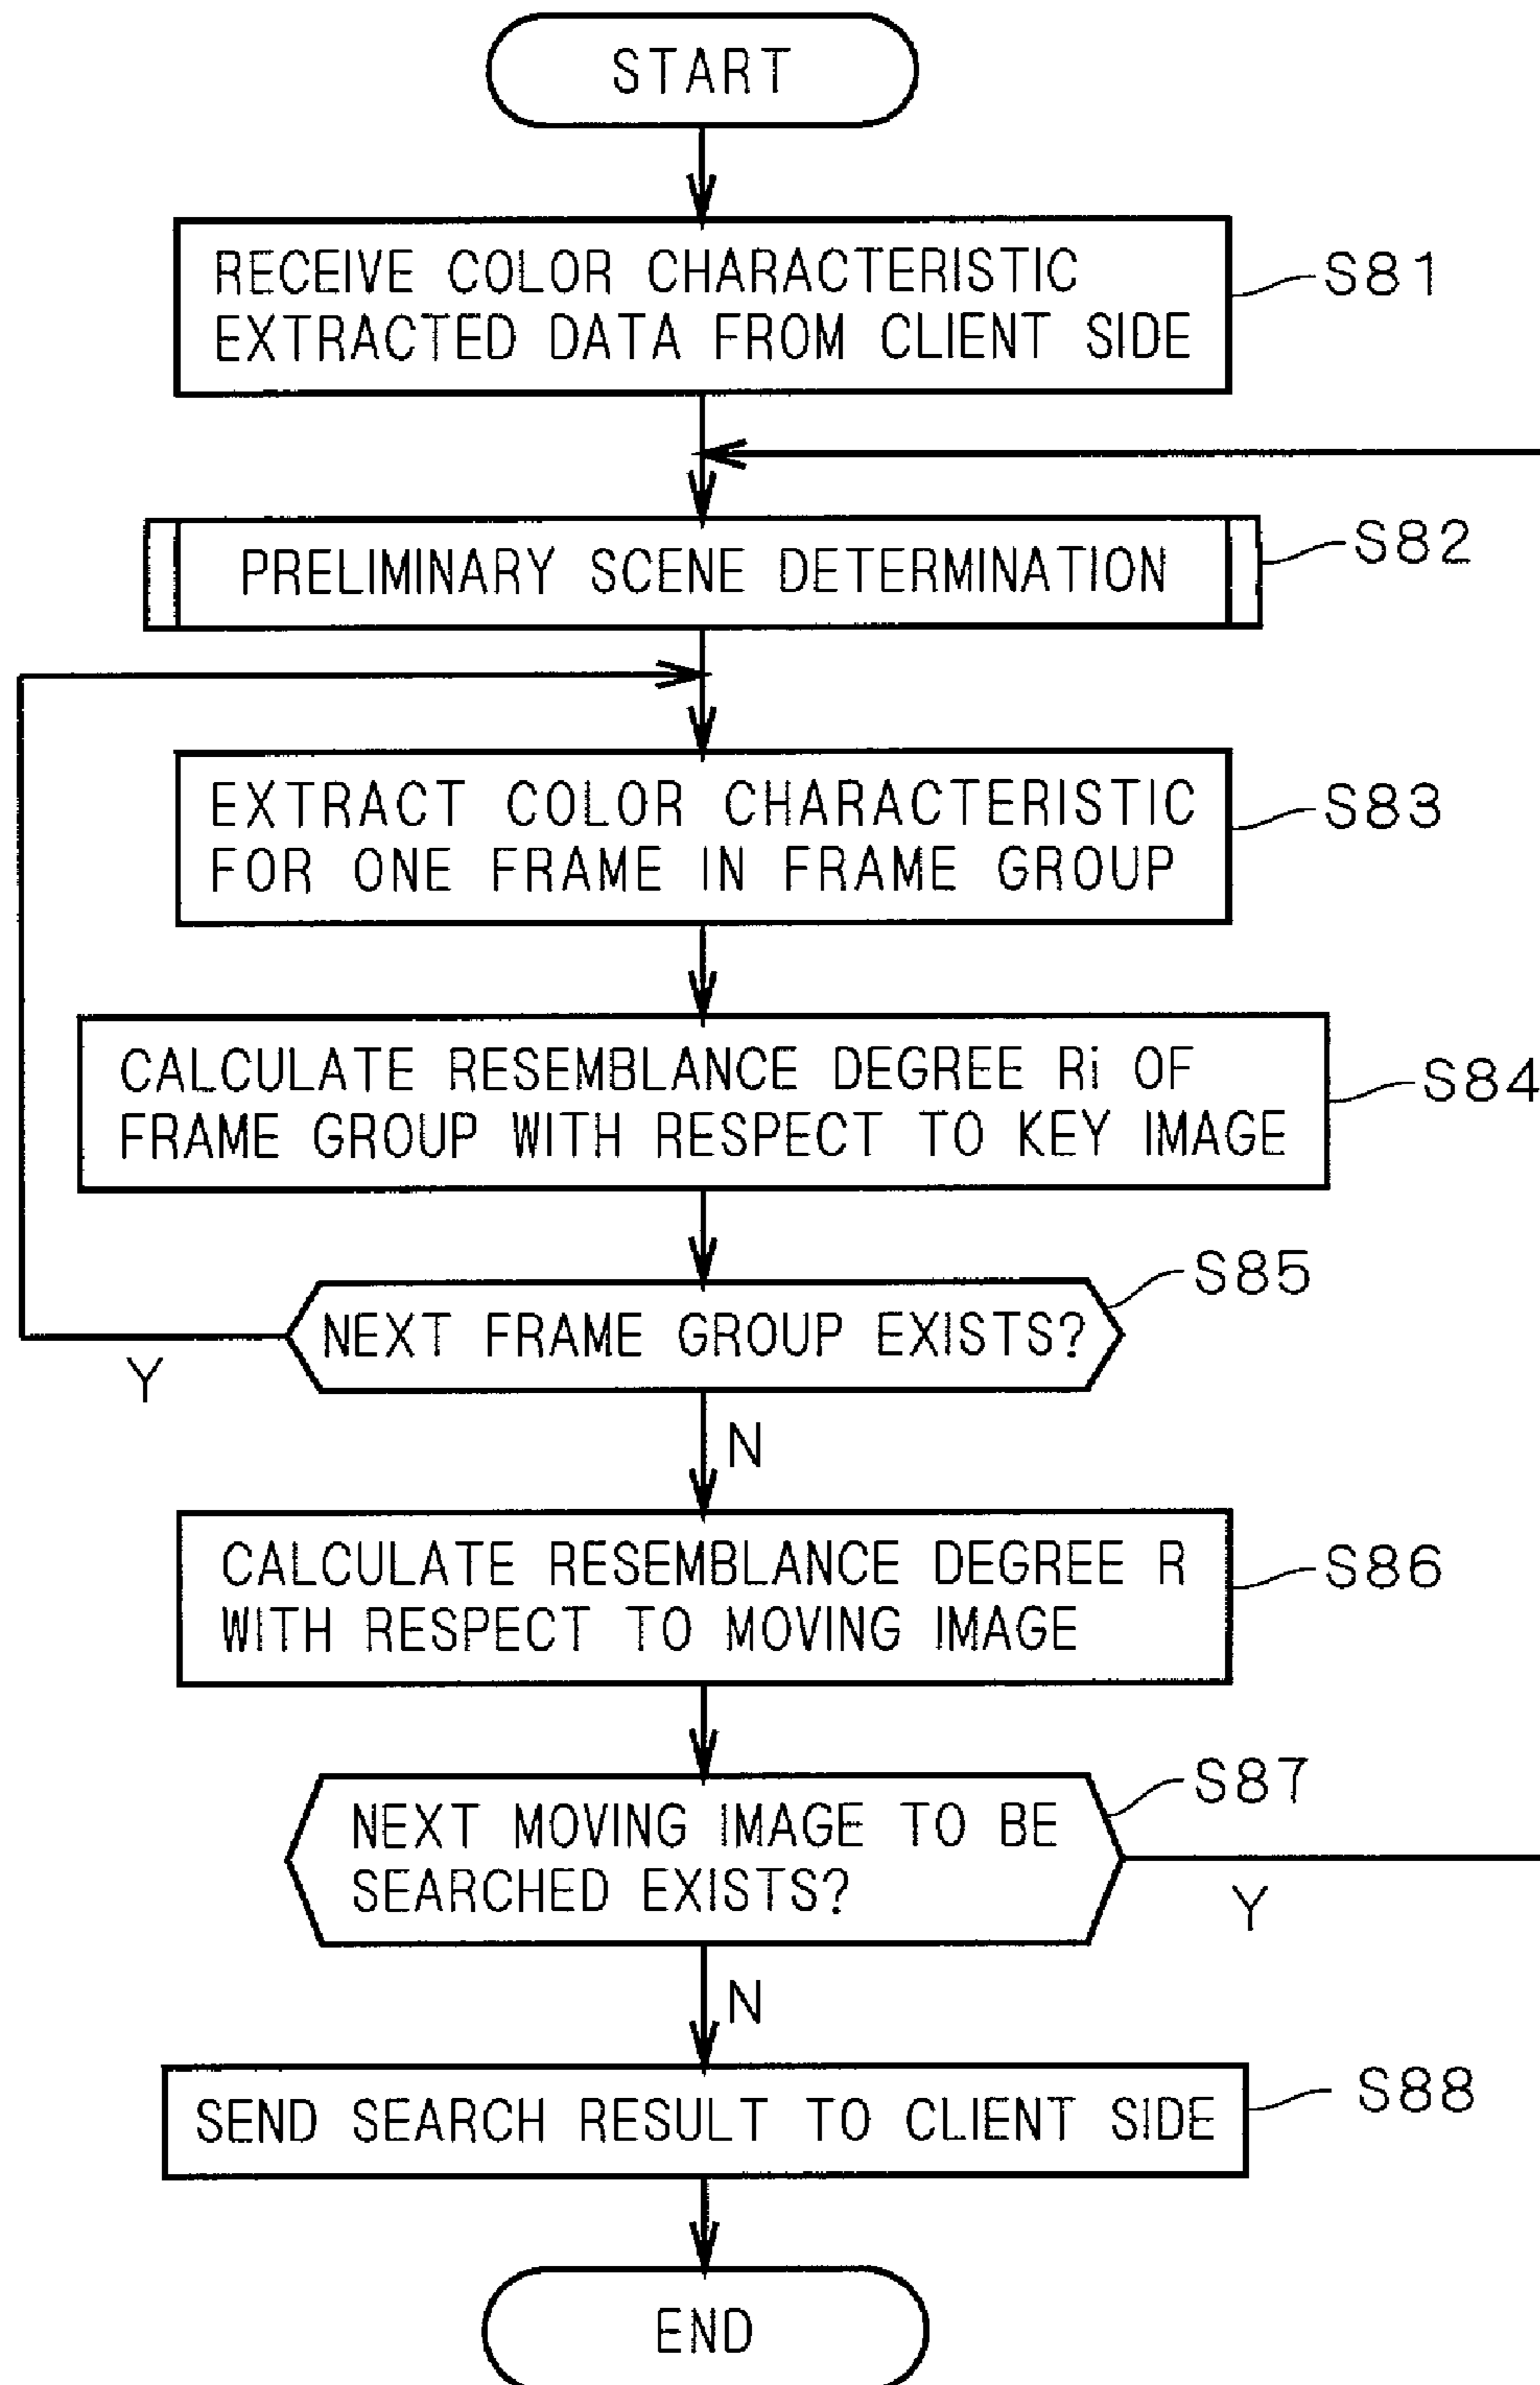 START
RECEIVE COLOR CHARACTERISTIC
EXTRACTED DATA FROM CLIENT SIDE
S81
PRELIMINARY SCENE DETERMINATION
S82
EXTRACT COLOR CHARACTERISTIC
FOR ONE FRAME IN FRAME GROUP
S83
CALCULATE RESEMBLANCE DEGREE Ri OF
FRAME GROUP WITH RESPECT TO KEY IMAGE
S84
S85
NEXT FRAME GROUP EXISTS?
Y
N
CALCULATE RESEMBLANCE DEGREE R
WITH RESPECT TO MOVING IMAGE
S86
S87
NEXT MOVING IMAGE TO BE
SEARCHED EXISTS?
Y
N
SEND SEARCH RESULT TO CLIENT SIDE
S88
END